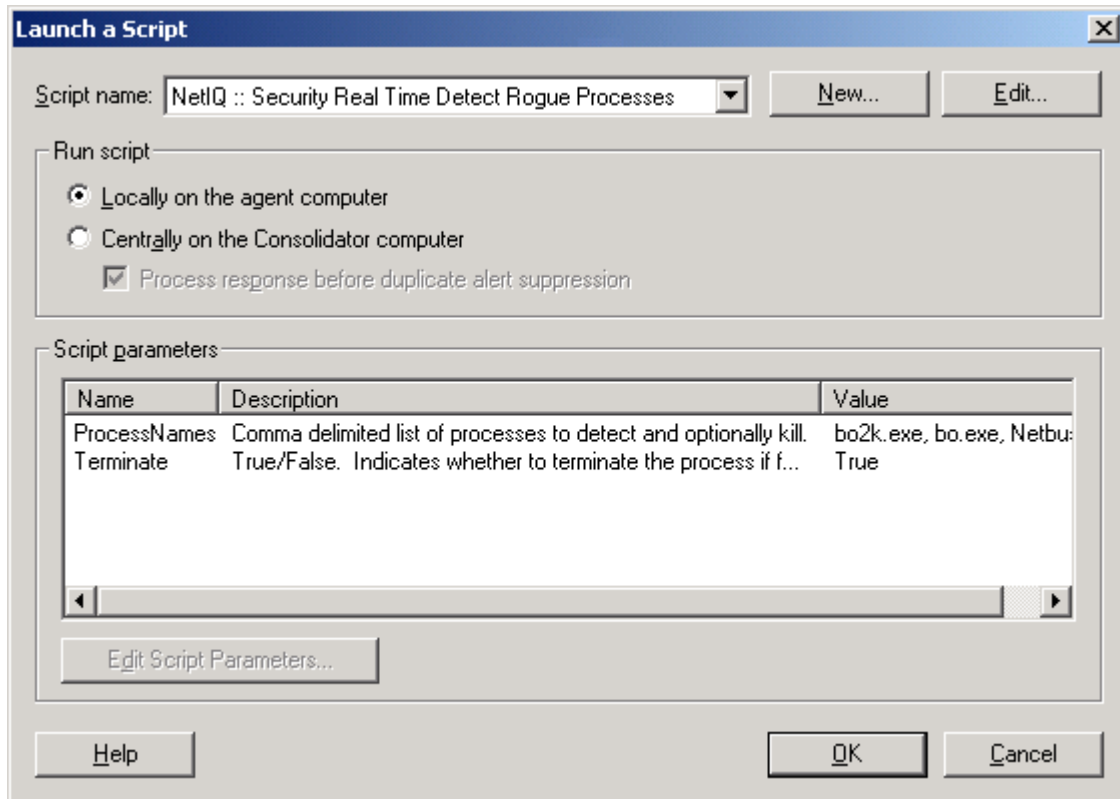 Launch a Script
Script name: NetIQ :: Security Real Time Detect Rogue Processes New... Edit...
Run script
Locally on the agent computer
Centrally on the Consolidator computer
Process response before duplicate alert suppression
Script parameters
Name Description Value
ProcessNames Comma delimited list of processes to detect and optionally kill. bo2k.exe, bo.exe,
Terminate True/False. Indicates whether to terminate the process if f... True
Edit Script Parameters...
Help OK Cancel